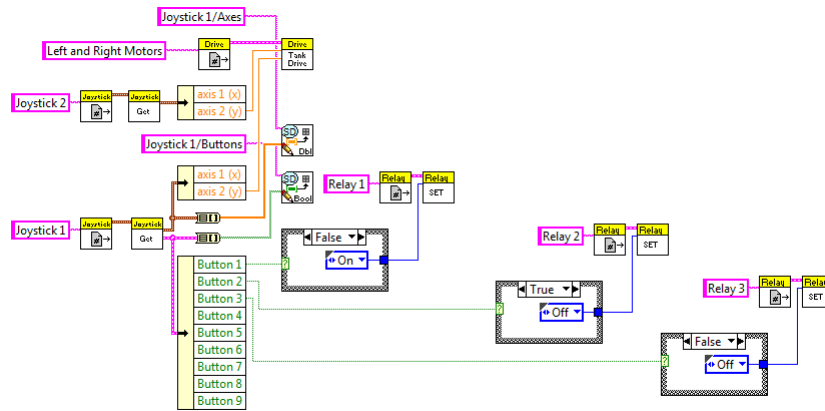 Joystick 1/Axes
Left and Right Motors
Drive
#
Drive
Tank
Drive
Joystick 2
Joystick
#
Joystick
Get
axis 1 (x)
axis 2 (y)
Joystick 1/Buttons
SD
Dbl
Joystick 1
Joystick
#
Joystick
Get
axis 1 (x)
axis 2 (y)
SD
Bool
Relay 1
Relay
#
Relay
SET
False
On
?
Relay 2
Relay
#
Relay
SET
True
Off
?
Relay 3
Relay
#
Relay
SET
False
Off
?
Button 1
Button 2
Button 3
Button 4
Button 5
Button 6
Button 7
Button 8
Button 9